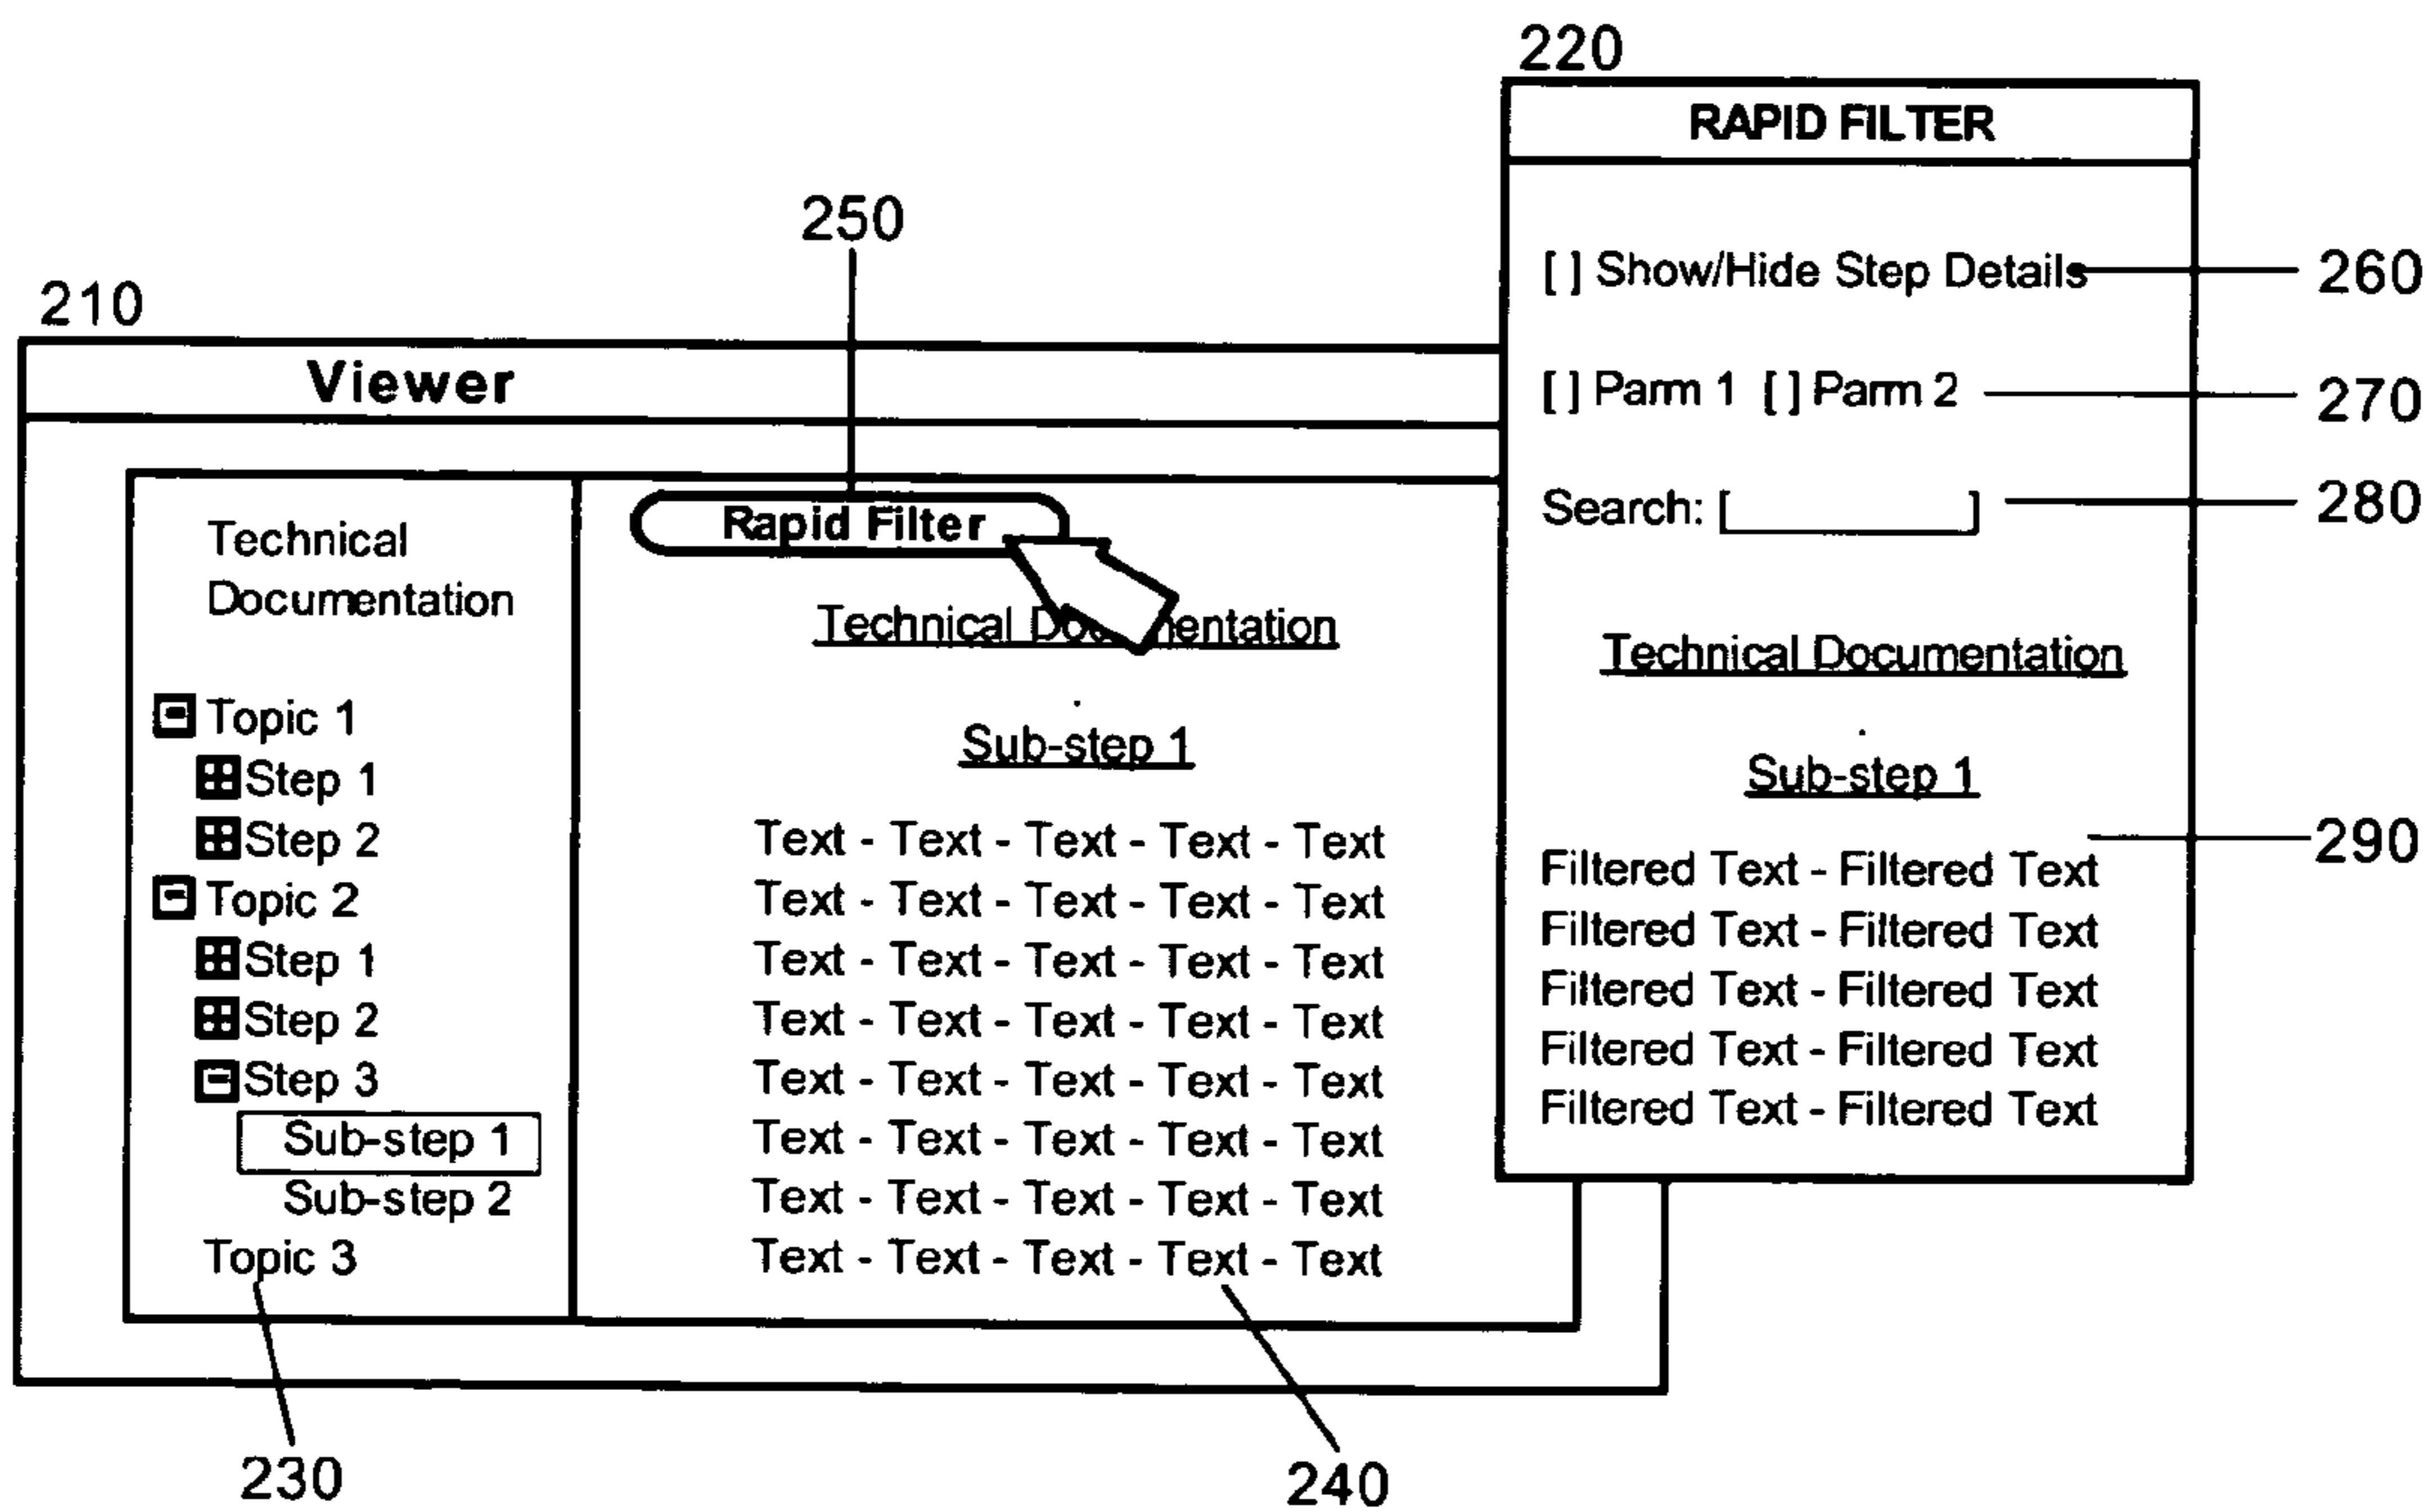 220
RAPID FILTER
250
[ ] Show/Hide Step Details
260
210
Viewer
[ ] Parm 1 [ ] Parm 2
270
Rapid Filter
Search: [ ]
280
Technical
Documentation
Topic 1
Step 1
Step 2
Topic 2
Step 1
Step 2
Step 3
Sub-step 1
Sub-step 2
Topic 3
Technical Documentation
Sub-step 1
Text - Text - Text - Text - Text
Text - Text - Text - Text - Text
Text - Text - Text - Text - Text
Text - Text - Text - Text - Text
Text - Text - Text - Text - Text
Text - Text - Text - Text - Text
Text - Text - Text - Text - Text
Text - Text - Text - Text - Text
Technical Documentation
Sub-step 1
290
Filtered Text - Filtered Text
Filtered Text - Filtered Text
Filtered Text - Filtered Text
Filtered Text - Filtered Text
Filtered Text - Filtered Text
230
240